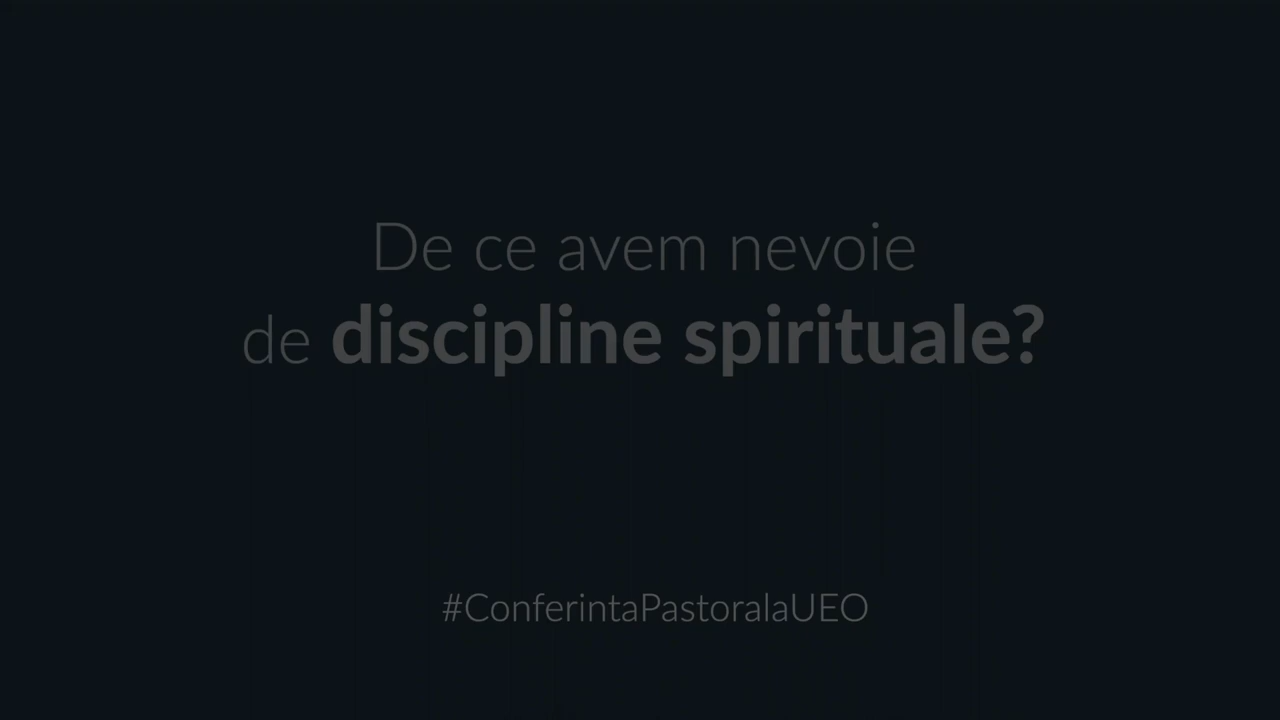 De ce avem nevoie
de discipline spirituale?
#ConferintaPastoralaUEO